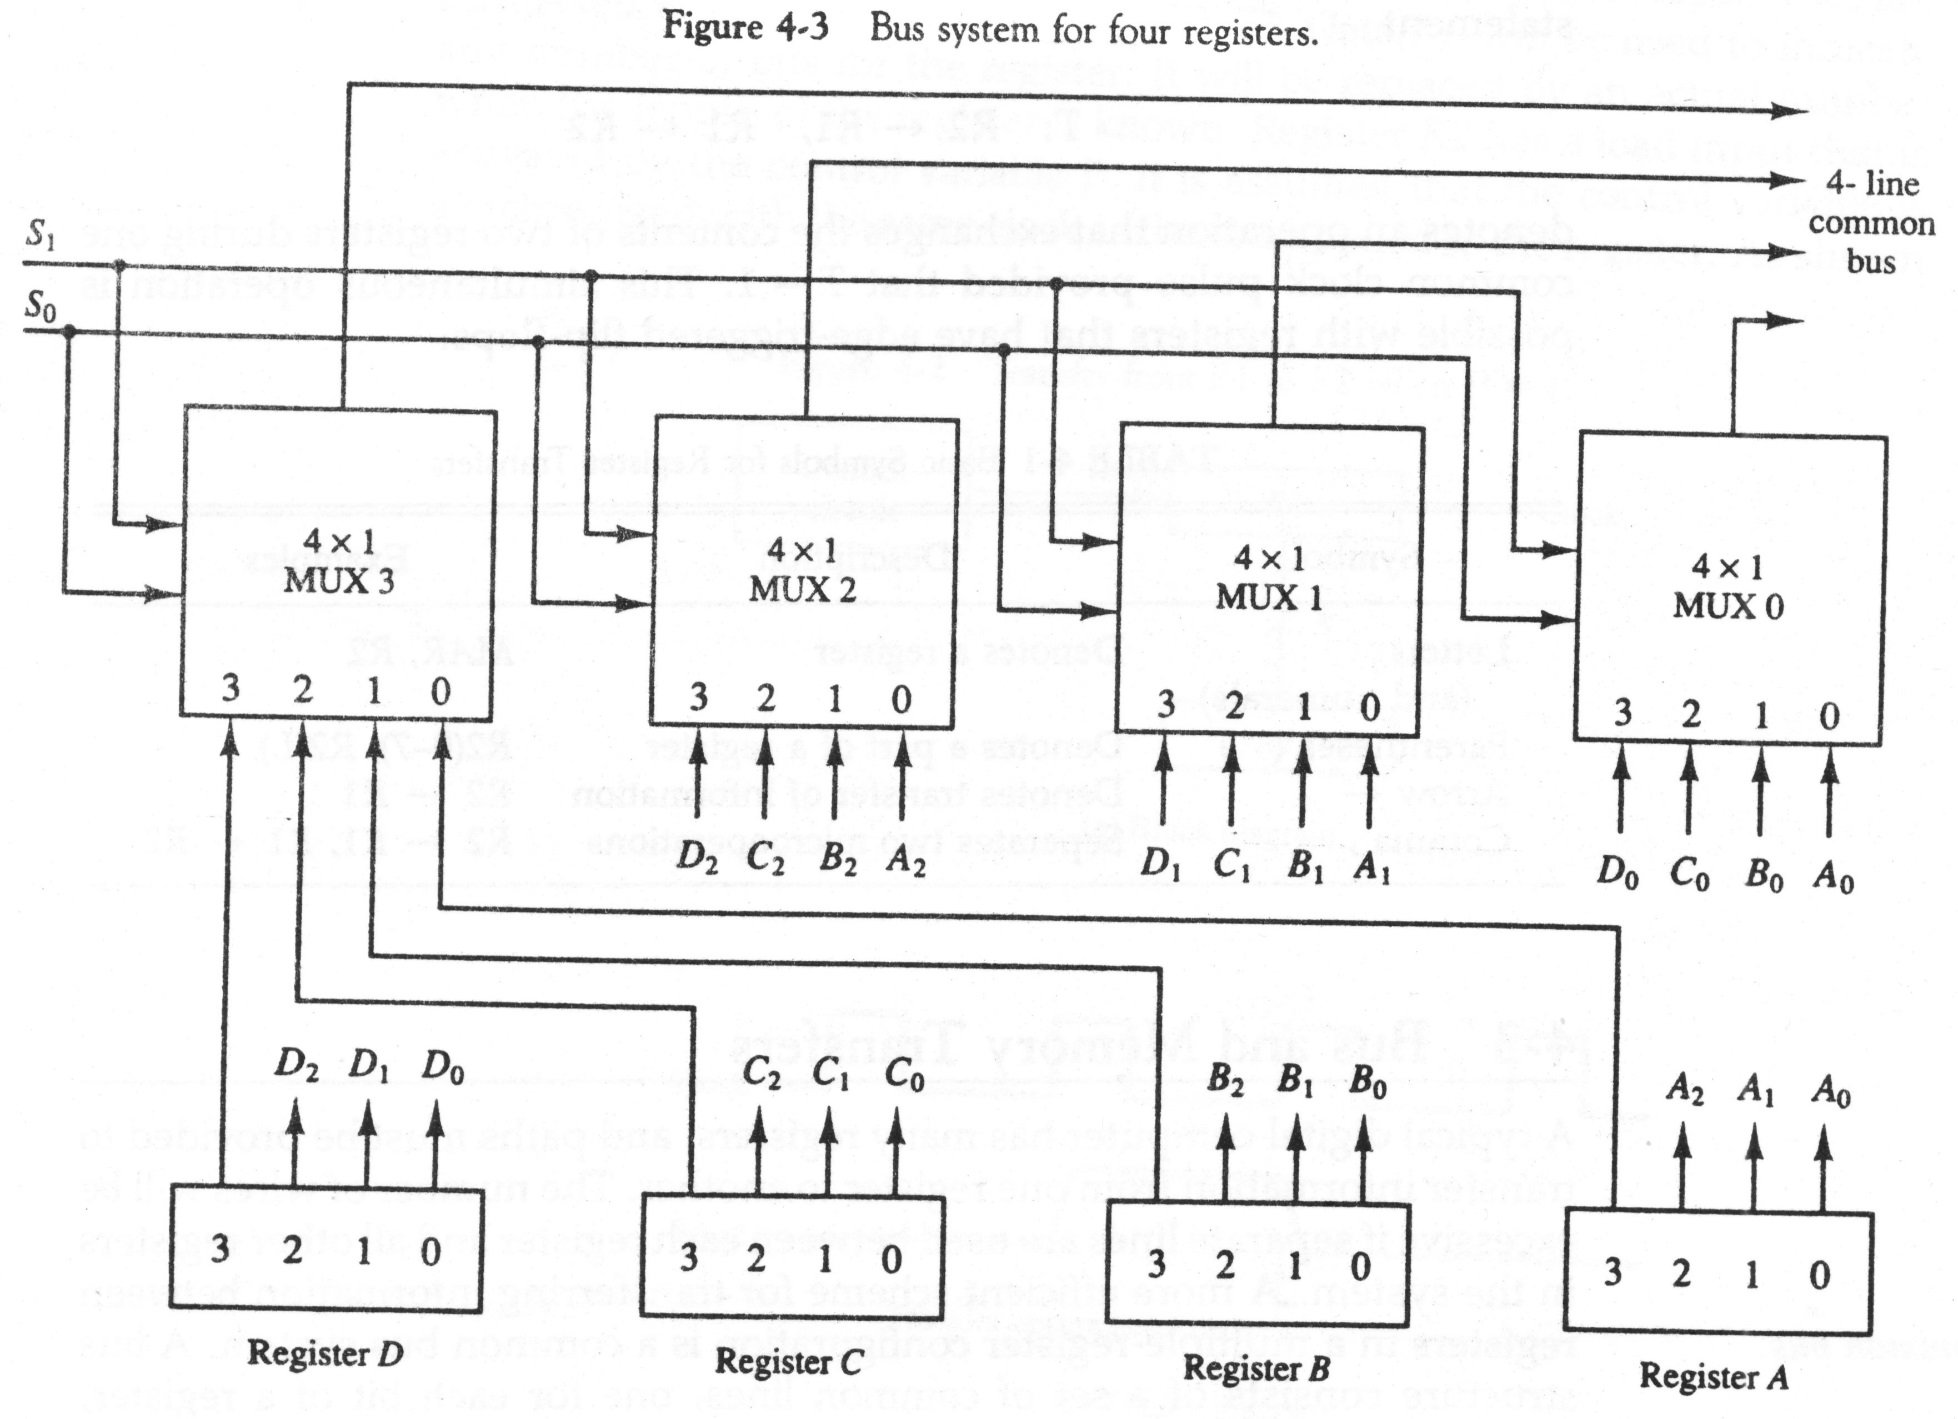 Figure 4-3 Bus system for four registers.
4- line
common
bus
S1
S0
4 × 1
MUX 3
3 2 1 0
4 × 1
MUX 2
3 2 1 0
4 × 1
MUX 1
3 2 1 0
4 × 1
MUX 0
3 2 1 0
D2 C2 B2 A2
D1 C1 B1 A1
D0 C0 B0 A0
D2 D1 D0
C2 C1 C0
B2 B1 B0
A2 A1 A0
3 2 1 0
Register D
3 2 1 0
Register C
3 2 1 0
Register B
3 2 1 0
Register A